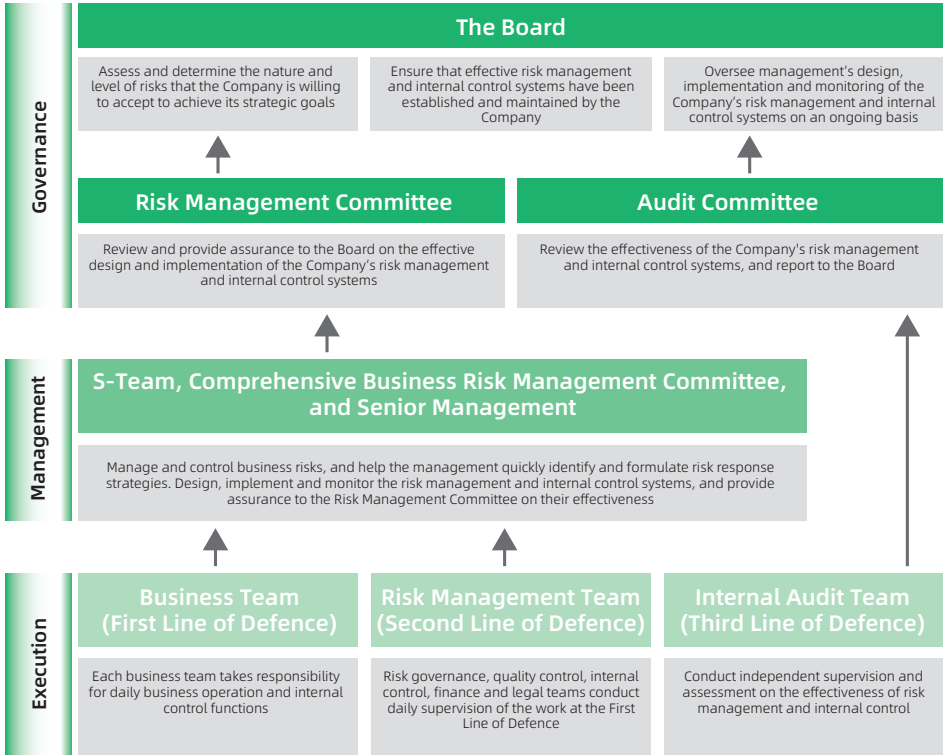 Governance
The Board
Assess and determine the nature and
level of risks that the Company is willing
to accept to achieve its strategic goals
Ensure that effective risk management
and internal control systems have been
established and maintained by the
Company
Oversee management’s design,
implementation and monitoring of the
Company’s risk management and internal
control systems on an ongoing basis
Risk Management Committee
Review and provide assurance to the Board on the effective
design and implementation of the Company’s risk management
and internal control systems
Audit Committee
Review the effectiveness of the Company's risk management
and internal control systems, and report to the Board
Management
S-Team, Comprehensive Business Risk Management Committee,
and Senior Management
Manage and control business risks, and help the management quickly identify and formulate risk response
strategies. Design, implement and monitor the risk management and internal control systems, and provide
assurance to the Risk Management Committee on their effectiveness
Execution
Business Team
(First Line of Defence)
Each business team takes responsibility
for daily business operation and internal
control functions
Risk Management Team
(Second Line of Defence)
Risk governance, quality control, internal
control, finance and legal teams conduct
daily supervision of the work at the First
Line of Defence
Internal Audit Team
(Third Line of Defence)
Conduct independent supervision and
assessment on the effectiveness of risk
management and internal control